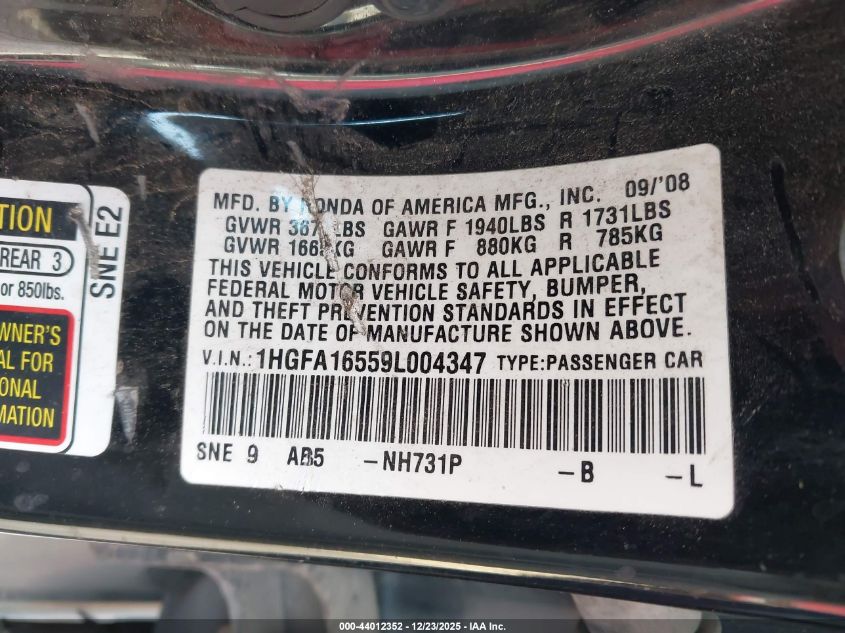 MFD. BY HONDA OF AMERICA MFG., INC. 09/'08
GVWR LBS GAWR F 1940LBS R 1731LBS
GVWR KG GAWR F 880KG R 785KG
THIS VEHICLE CONFORMS TO ALL APPLICABLE
FEDERAL MOTOR VEHICLE SAFETY, BUMPER,
AND THEFT PREVENTION STANDARDS IN EFFECT
ON THE DATE OF MANUFACTURE SHOWN ABOVE.
V.I.N.: 1HGFA16559L004347 TYPE:PASSENGER CAR
SNE 9 AB5 -NH731P -B -L
TION
REAR 3
or 850lbs.
SNE E2
WNER'S
AL FOR
IONAL
MATION
000-44012352 | 12/23/2025 - IAA Inc.